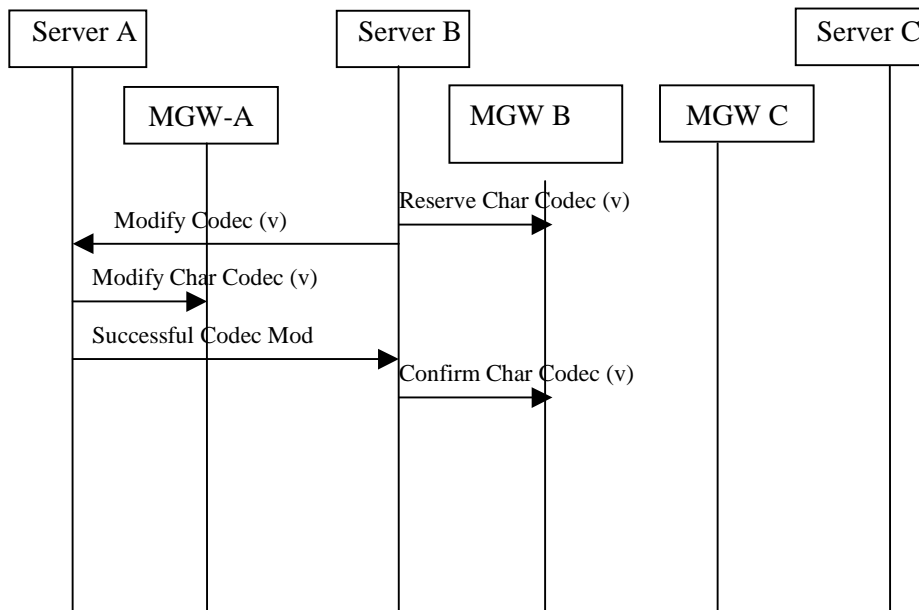 Server A
Server B
Server C
MGW-A
MGW B
MGW C
Reserve Char Codec (v)
Modify Codec (v)
Modify Char Codec (v)
Successful Codec Mod
Confirm Char Codec (v)